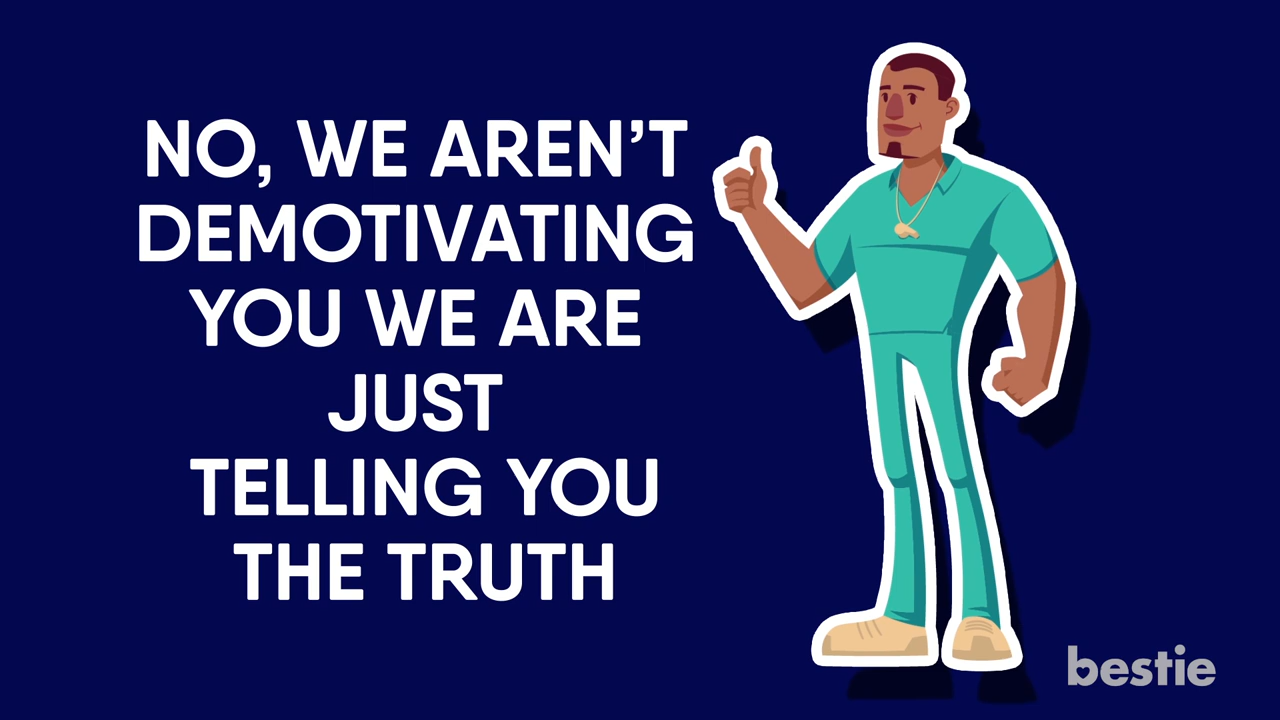 NO, WE AREN'T
DEMOTIVATING
YOU WE ARE
JUST
TELLING YOU
THE TRUTH
bestie